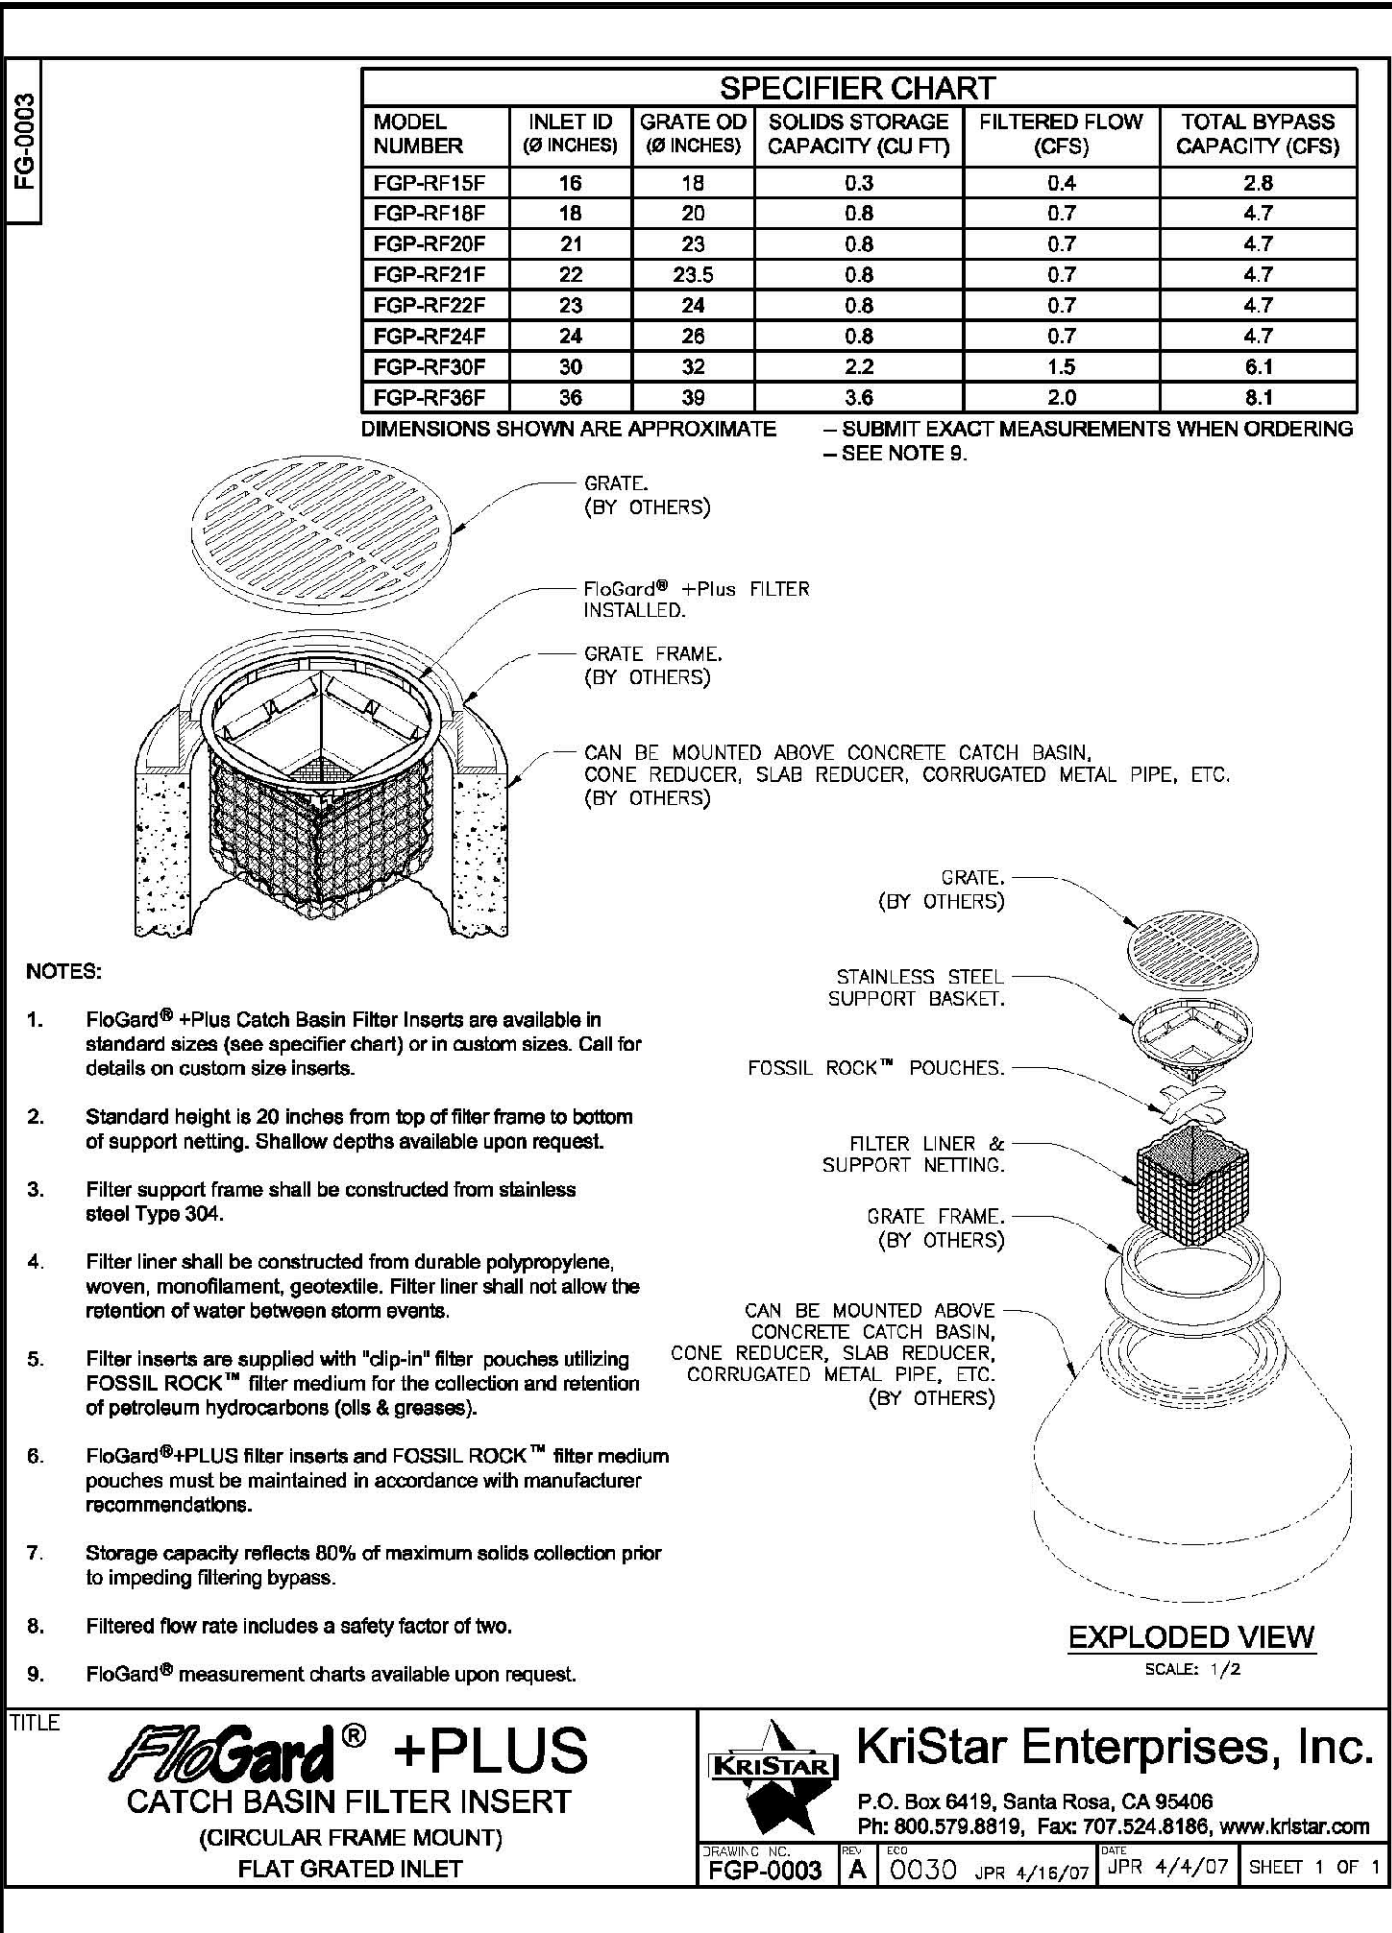 FG-0003
SPECIFIER CHART
MODEL NUMBER INLET ID (Ø INCHES) GRATE OD (Ø INCHES) SOLIDS STORAGE CAPACITY (CU FT) FILTERED FLOW (CFS) TOTAL BYPASS CAPACITY (CFS)
FGP-RF15F 16 18 0.3 0.4 2.8
FGP-RF18F 18 20 0.8 0.7 4.7
FGP-RF20F 21 23 0.8 0.7 4.7
FGP-RF21F 22 23.5 0.8 0.7 4.7
FGP-RF22F 23 24 0.8 0.7 4.7
FGP-RF24F 24 26 0.8 0.7 4.7
FGP-RF30F 30 32 2.2 1.5 6.1
FGP-RF36F 36 39 3.6 2.0 8.1
DIMENSIONS SHOWN ARE APPROXIMATE – SUBMIT EXACT MEASUREMENTS WHEN ORDERING
– SEE NOTE 9.
GRATE.
(BY OTHERS)
FloGard® +Plus FILTER
INSTALLED.
GRATE FRAME.
(BY OTHERS)
CAN BE MOUNTED ABOVE CONCRETE CATCH BASIN,
CONE REDUCER, SLAB REDUCER, CORRUGATED METAL PIPE, ETC.
(BY OTHERS)
GRATE.
(BY OTHERS)
STAINLESS STEEL
SUPPORT BASKET.
FOSSIL ROCK™ POUCHES.
FILTER LINER &
SUPPORT NETTING.
GRATE FRAME.
(BY OTHERS)
CAN BE MOUNTED ABOVE
CONCRETE CATCH BASIN,
CONE REDUCER, SLAB REDUCER,
CORRUGATED METAL PIPE, ETC.
(BY OTHERS)
EXPLODED VIEW
SCALE: 1/2
NOTES:
1. FloGard® +Plus Catch Basin Filter Inserts are available in
standard sizes (see specifier chart) or in custom sizes. Call for
details on custom size inserts.
2. Standard height is 20 inches from top of filter frame to bottom
of support netting. Shallow depths available upon request.
3. Filter support frame shall be constructed from stainless
steel Type 304.
4. Filter liner shall be constructed from durable polypropylene,
woven, monofilament, geotextile. Filter liner shall not allow the
retention of water between storm events.
5. Filter inserts are supplied with "clip-in" filter pouches utilizing
FOSSIL ROCK™ filter medium for the collection and retention
of petroleum hydrocarbons (oils & greases).
6. FloGard®+PLUS filter inserts and FOSSIL ROCK™ filter medium
pouches must be maintained in accordance with manufacturer
recommendations.
7. Storage capacity reflects 80% of maximum solids collection prior
to impeding filtering bypass.
8. Filtered flow rate includes a safety factor of two.
9. FloGard® measurement charts available upon request.
TITLE
FloGard® +PLUS
CATCH BASIN FILTER INSERT
(CIRCULAR FRAME MOUNT)
FLAT GRATED INLET
KRISTAR
KriStar Enterprises, Inc.
P.O. Box 6419, Santa Rosa, CA 95406
Ph: 800.579.8819, Fax: 707.524.8186, www.kristar.com
DRAWING NO. REV ECO DATE
FGP-0003 A 0030 JPR 4/16/07 JPR 4/4/07 SHEET 1 OF 1